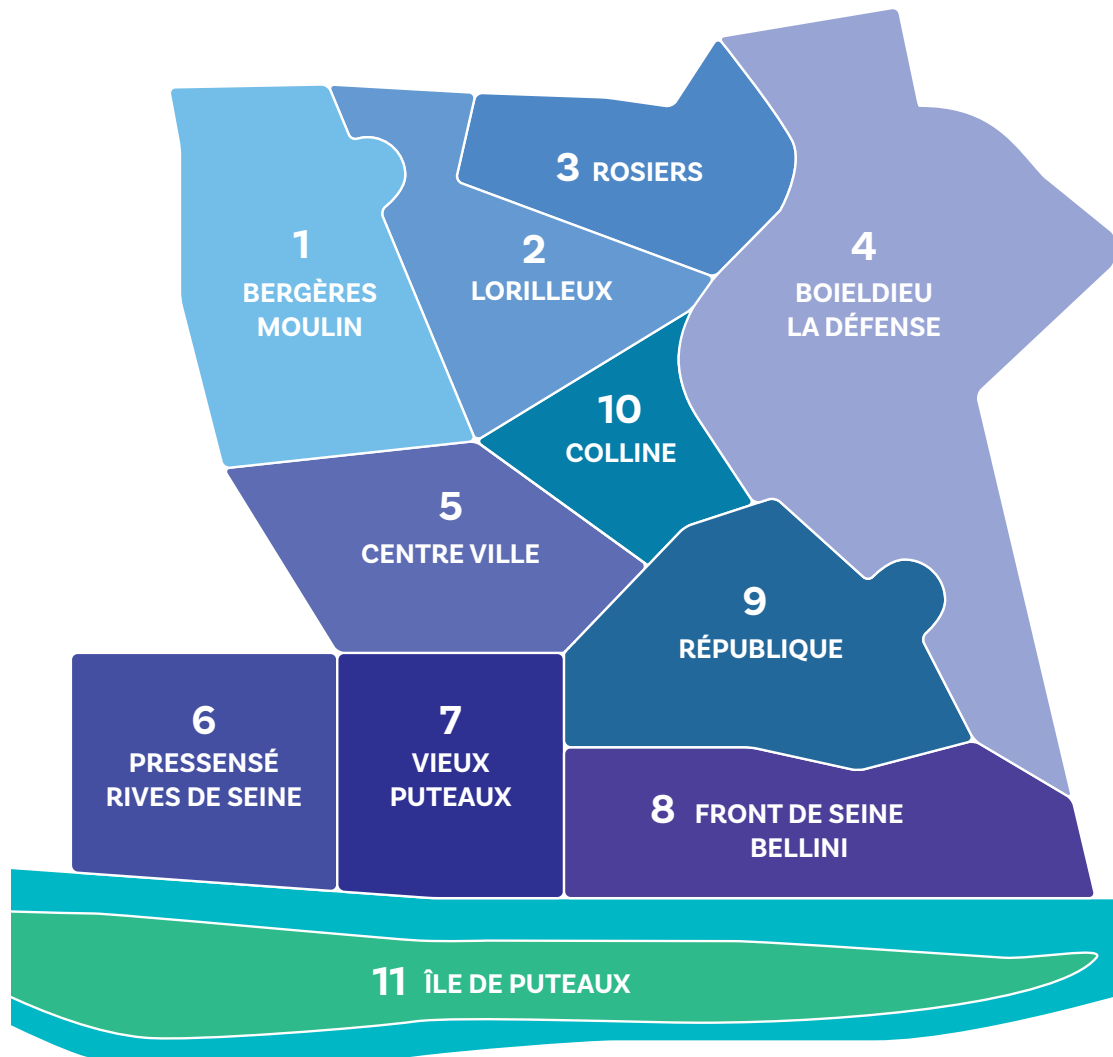 1
BERGÈRES
MOULIN
2
LORILLEUX
3 ROSIERS
4
BOIELDIEU
LA DÉFENSE
10
COLLINE
5
CENTRE VILLE
9
RÉPUBLIQUE
6
PRESSENSÉ
RIVES DE SEINE
7
VIEUX
PUTEAUX
8 FRONT DE SEINE
BELLINI
11 ÎLE DE PUTEAUX